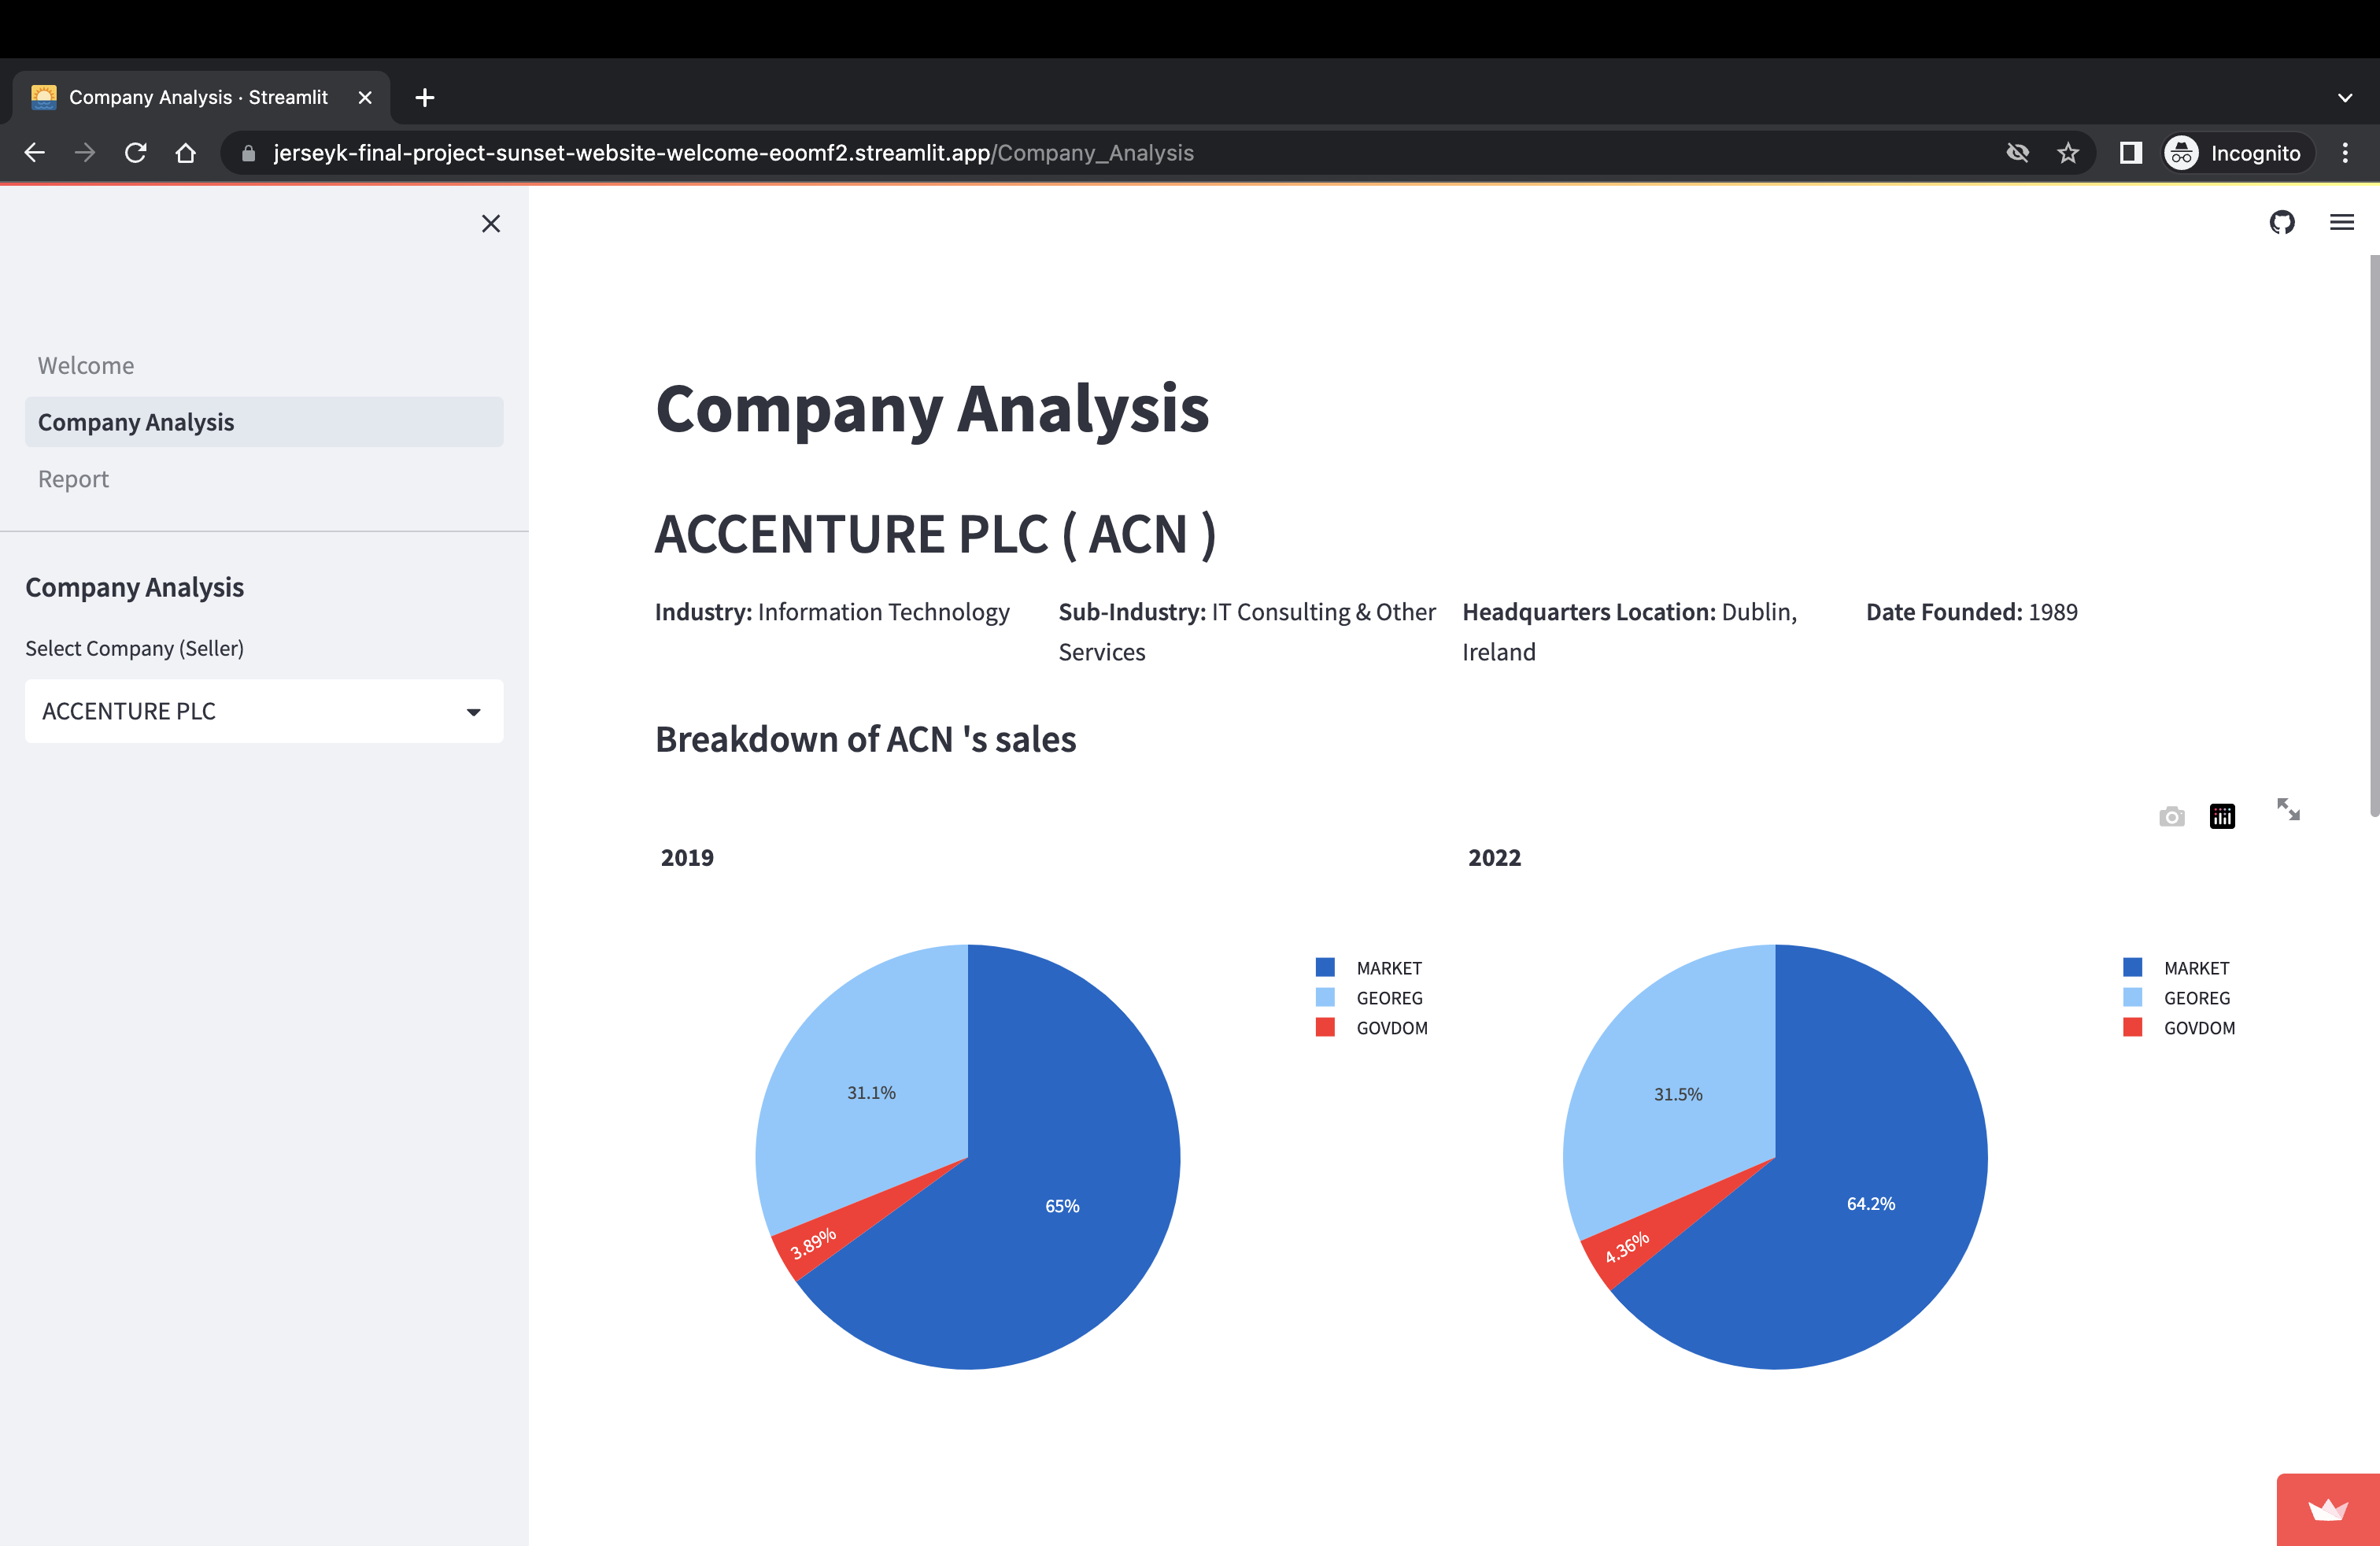 Company Analysis · Streamlit
jerseyk-final-project-sunset-website-welcome-eoomf2.streamlit.app/Company_Analysis
Incognito
Welcome
Company Analysis
Report
Company Analysis
Select Company (Seller)
ACCENTURE PLC
Company Analysis
ACCENTURE PLC ( ACN )
Industry: Information Technology
Sub-Industry: IT Consulting & Other
Services
Headquarters Location: Dublin,
Ireland
Date Founded: 1989
Breakdown of ACN 's sales
2019
MARKET
GEOREG
GOVDOM
31.1%
65%
3.89%
2022
MARKET
GEOREG
GOVDOM
31.5%
64.2%
4.36%